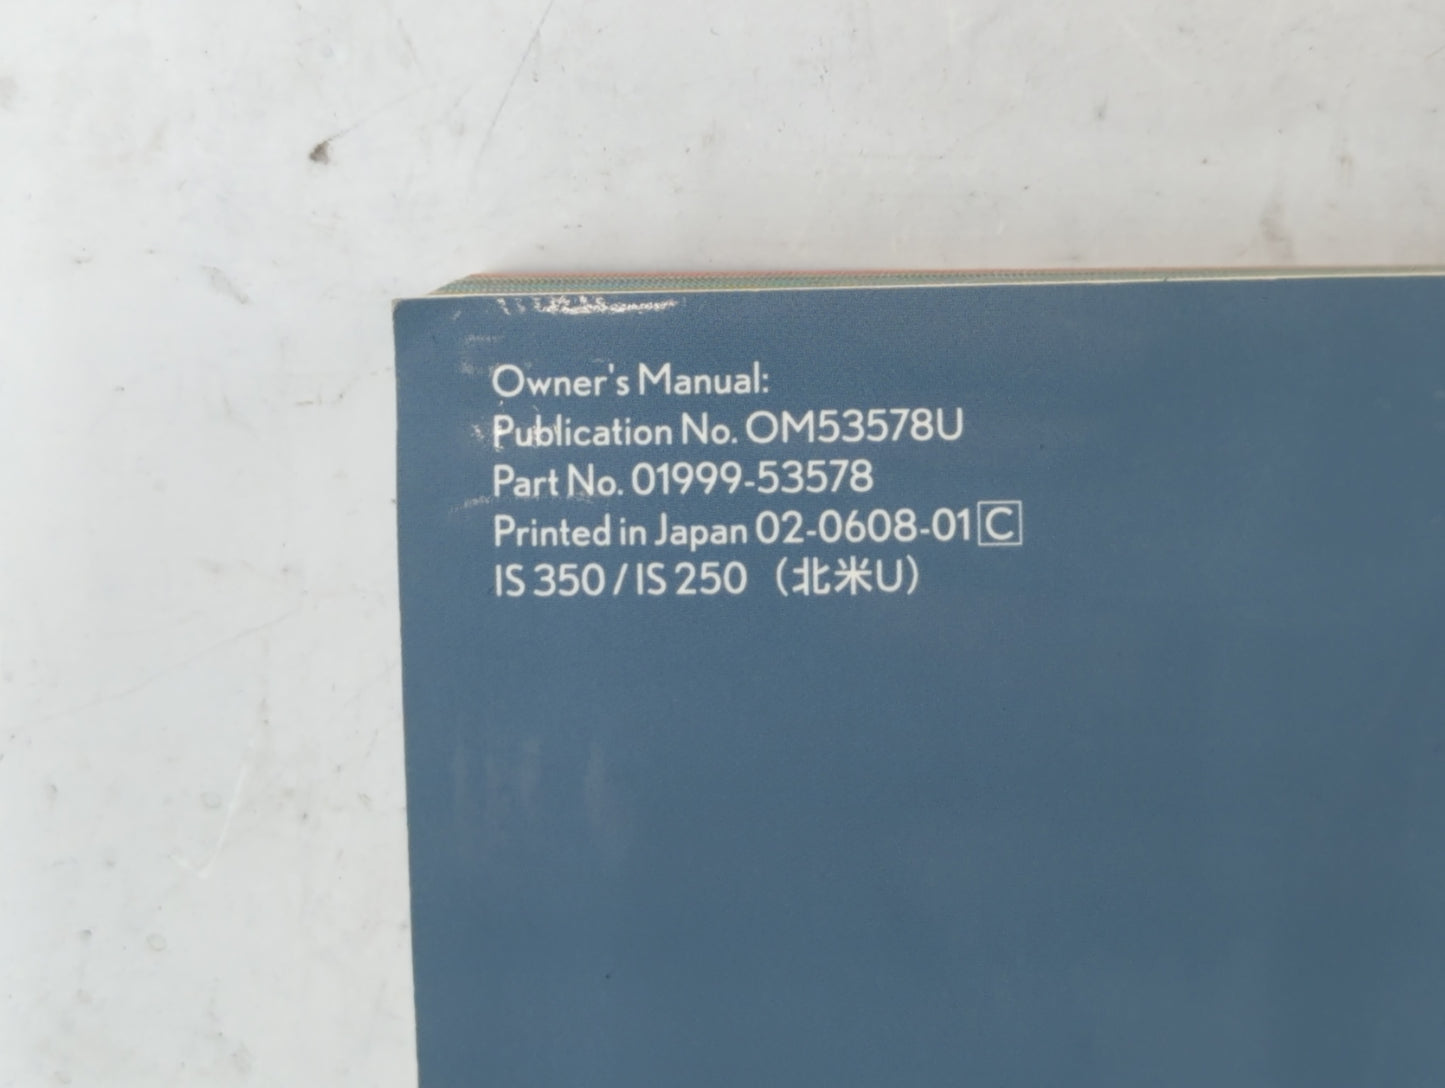 Owner's Manual:
Publication No. OM53578U
Part No. 01999-53578
Printed in Japan 02-0608-01 C
IS 350 / IS 250 （北米U）